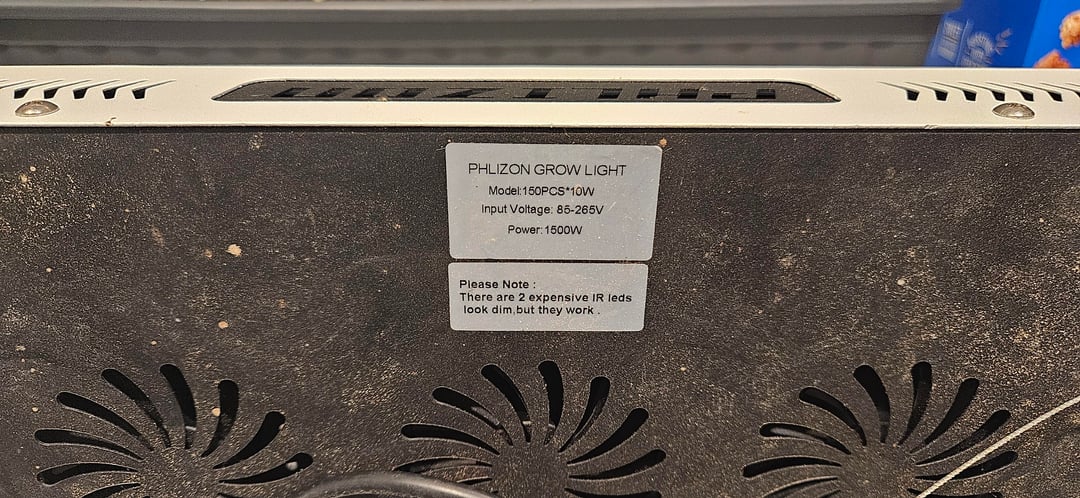 PHLIZON
PHLIZON GROW LIGHT
Model:150PCS*10W
Input Voltage: 85-265V
Power:1500W
Please Note :
There are 2 expensive IR leds
look dim,but they work .